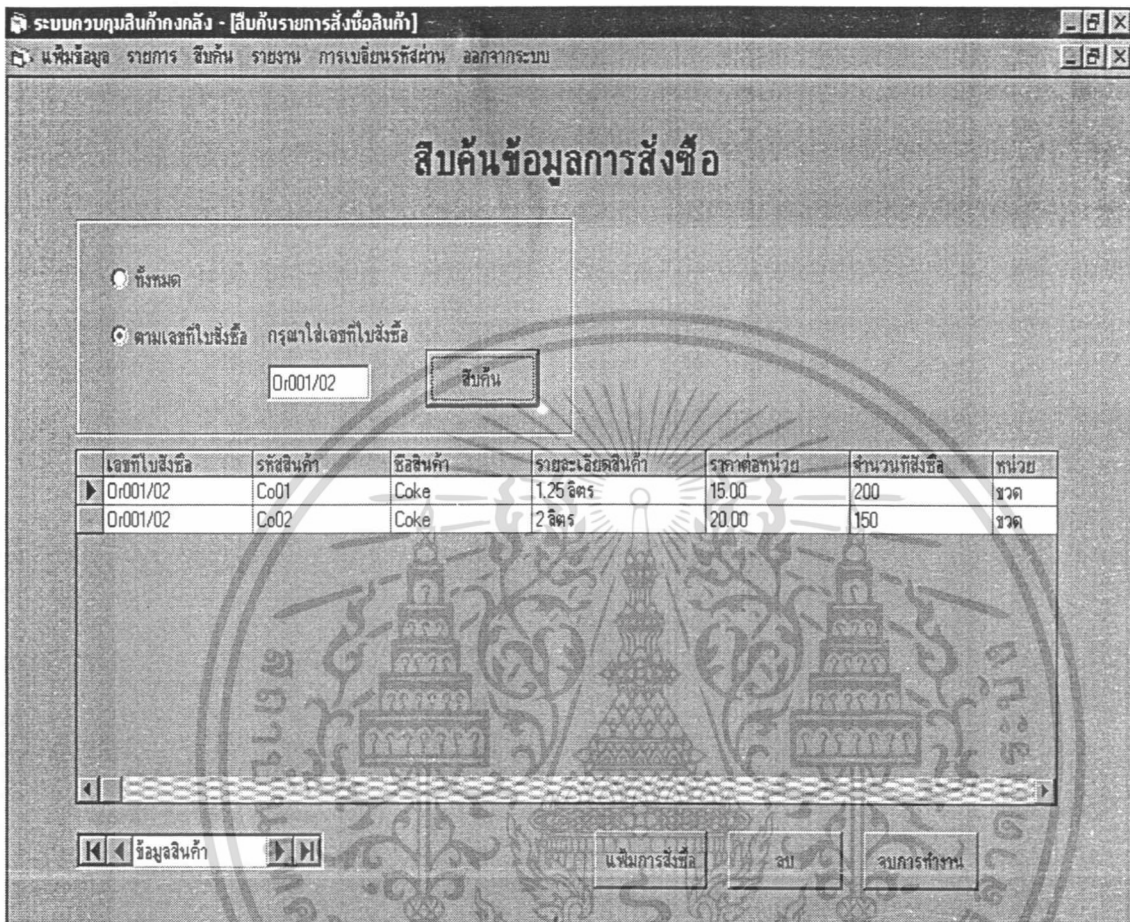 ระบบควบคุมสินค้าคงคลัง - [สืบค้นรายการสั่งซื้อสินค้า]
แฟ้มข้อมูล รายการ สืบค้น รายงาน การเปลี่ยนรหัสผ่าน ออกจากระบบ
สืบค้นข้อมูลการสั่งซื้อ
ทั้งหมด
ตามเลขที่ใบสั่งซื้อ กรุณาใส่เลขที่ใบสั่งซื้อ
Or001/02 สืบค้น
เลขที่ใบสั่งซื้อ รหัสสินค้า ชื่อสินค้า รายละเอียดสินค้า ราคาต่อหน่วย จำนวนที่สั่งซื้อ หน่วย
Or001/02 Co01 Coke 1.25 ลิตร 15.00 200 ขวด
Or001/02 Co02 Coke 2 ลิตร 20.00 150 ขวด
ข้อมูลสินค้า แฟ้มการสั่งซื้อ ลบ จบการทำงาน